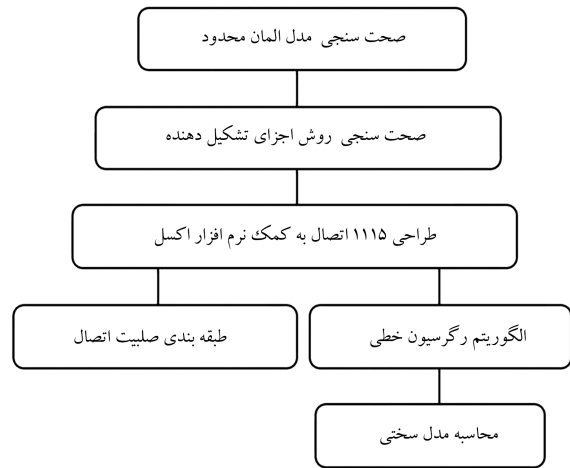 صحت سنجی مدل المان محدود
صحت سنجی روش اجزای تشکیل دهنده
طراحی ۱۱۱۵ اتصال به کمک نرم افزار اکسل
الگوریتم رگرسیون خطی
طبقه بندی صلبیت اتصال
محاسبه مدل سختی